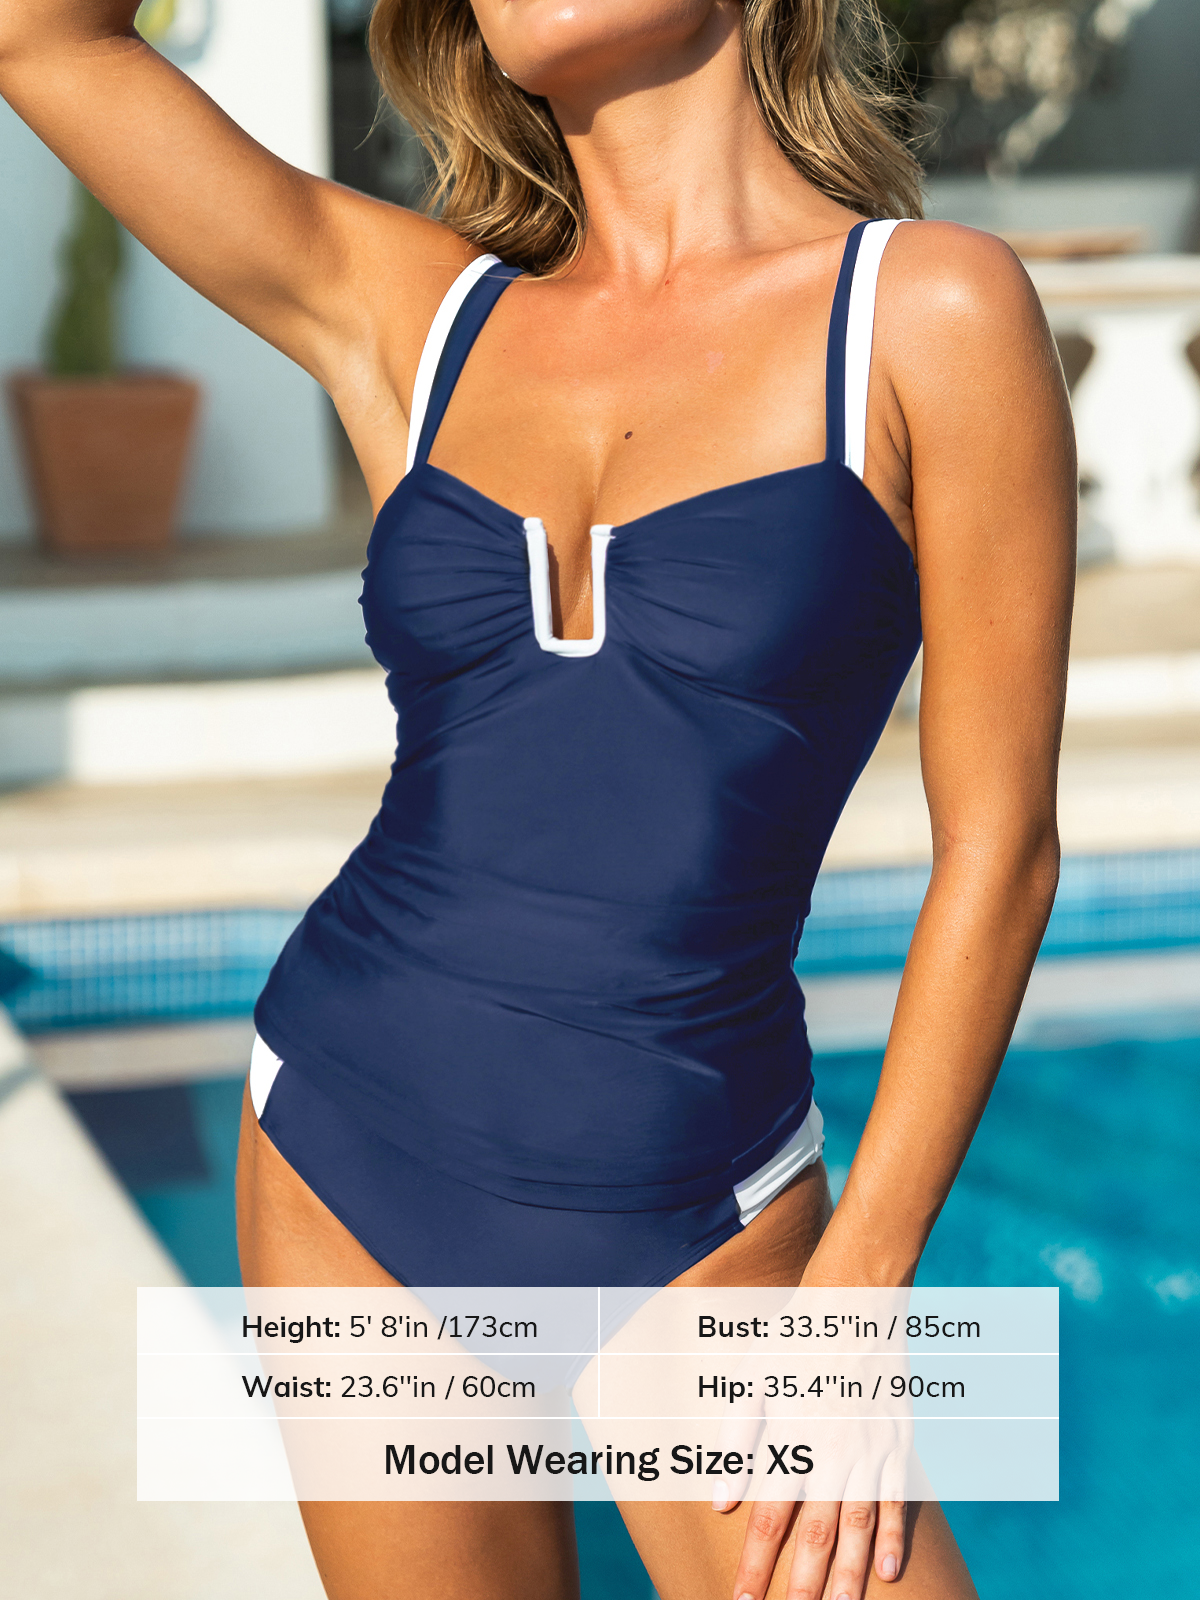 Height: 5' 8'in /173cm
Bust: 33.5''in / 85cm
Waist: 23.6''in / 60cm
Hip: 35.4''in / 90cm
Model Wearing Size: XS